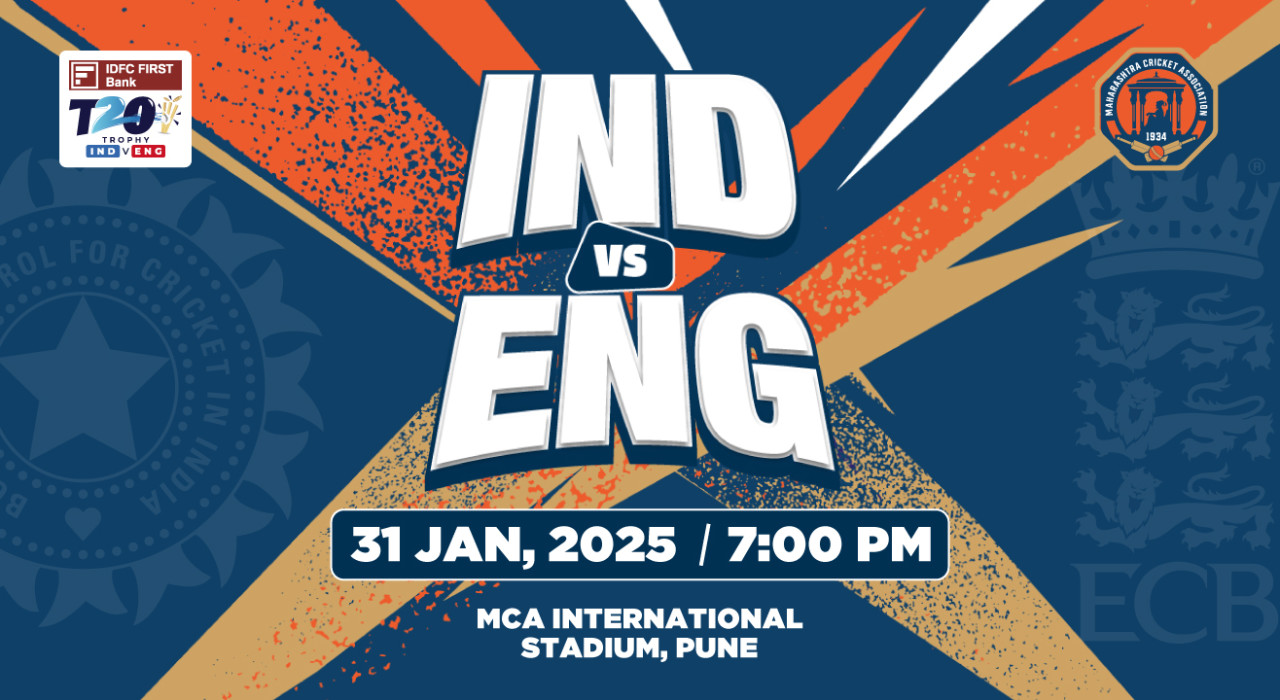 IDFC FIRST
Bank
T20
TROPHY
IND V ENG
MAHARASHTRA CRICKET ASSOCIATION
1934
®
IND
VS
ENG
ROL FOR CRICKET IN INDIA
BO
31 JAN, 2025 / 7:00 PM
MCA INTERNATIONAL
STADIUM, PUNE
ECB